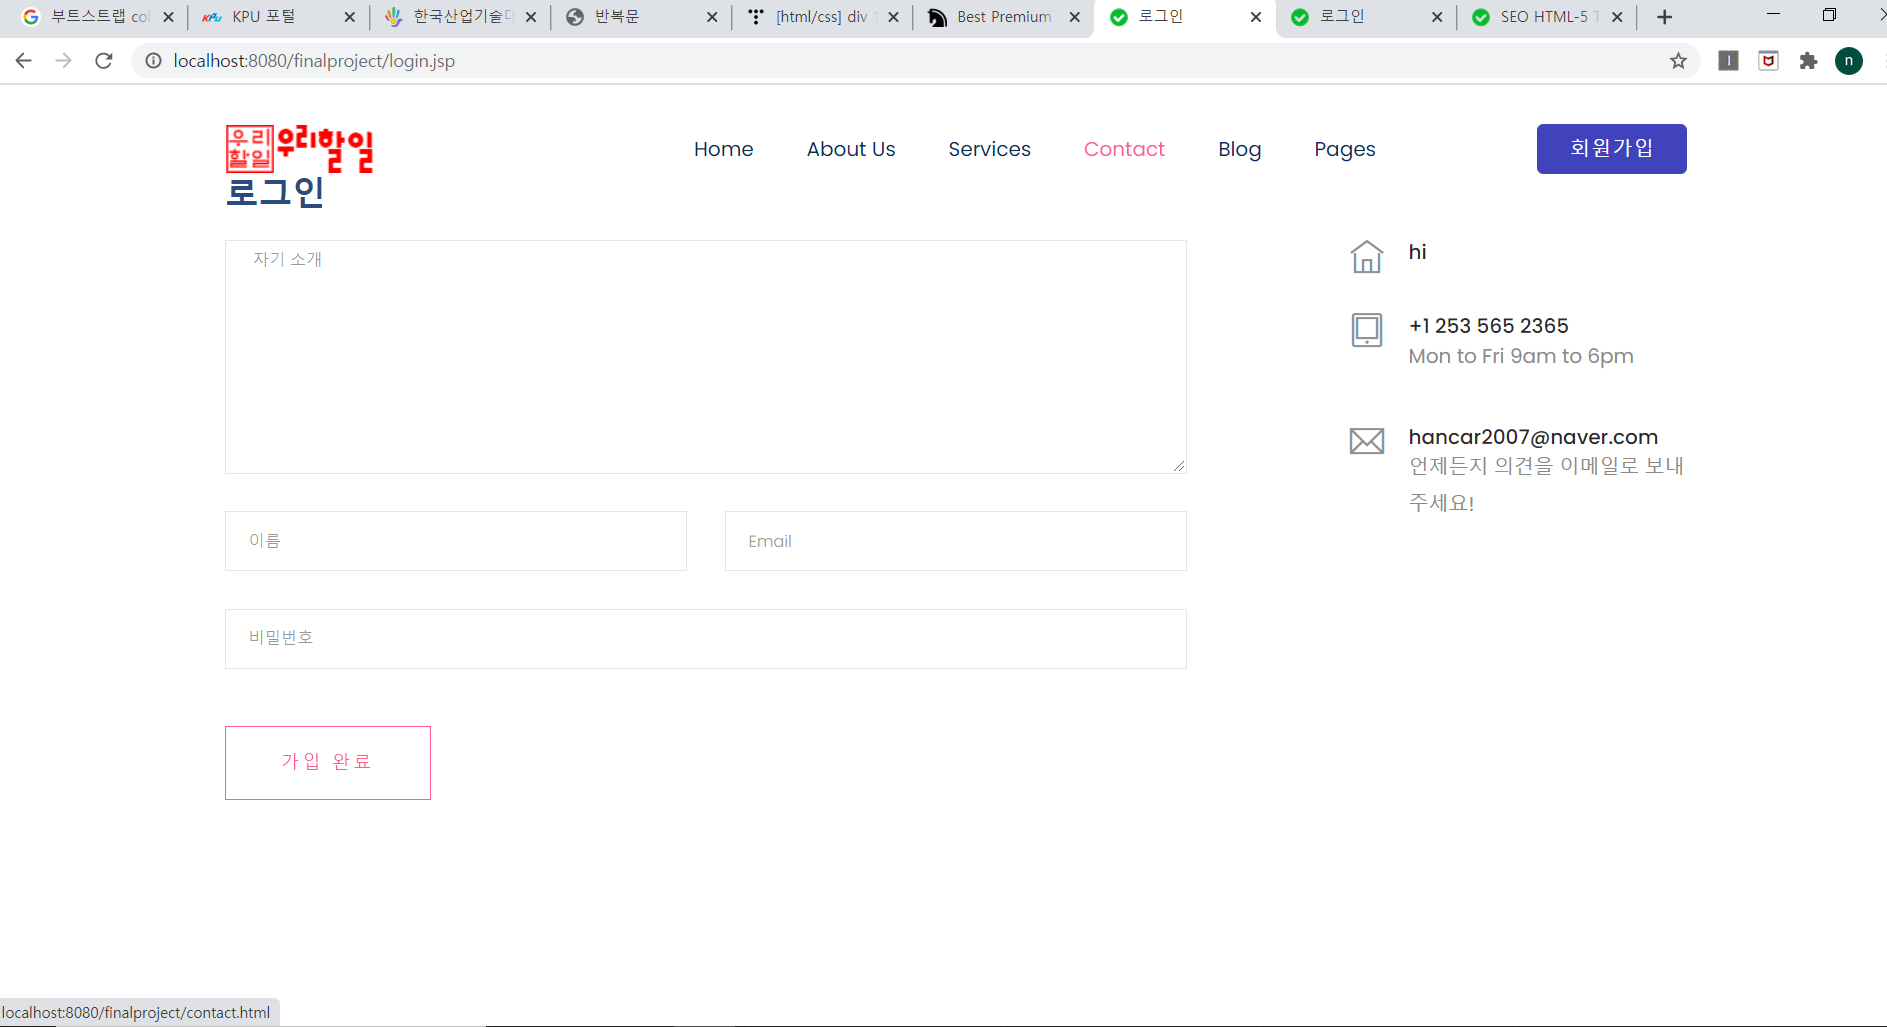 부트스트랩 col
KPU 포털
한국산업기술대
반복문
[html/css] div
Best Premium
로그인
로그인
SEO HTML-5 T
localhost:8080/finalproject/login.jsp
n
우리
할일
우리할일
Home
About Us
Services
Contact
Blog
Pages
회원가입
로그인
자기 소개
이름
Email
비밀번호
가입 완료
hi
+1 253 565 2365
Mon to Fri 9am to 6pm
hancar2007@naver.com
언제든지 의견을 이메일로 보내
주세요!
localhost:8080/finalproject/contact.html